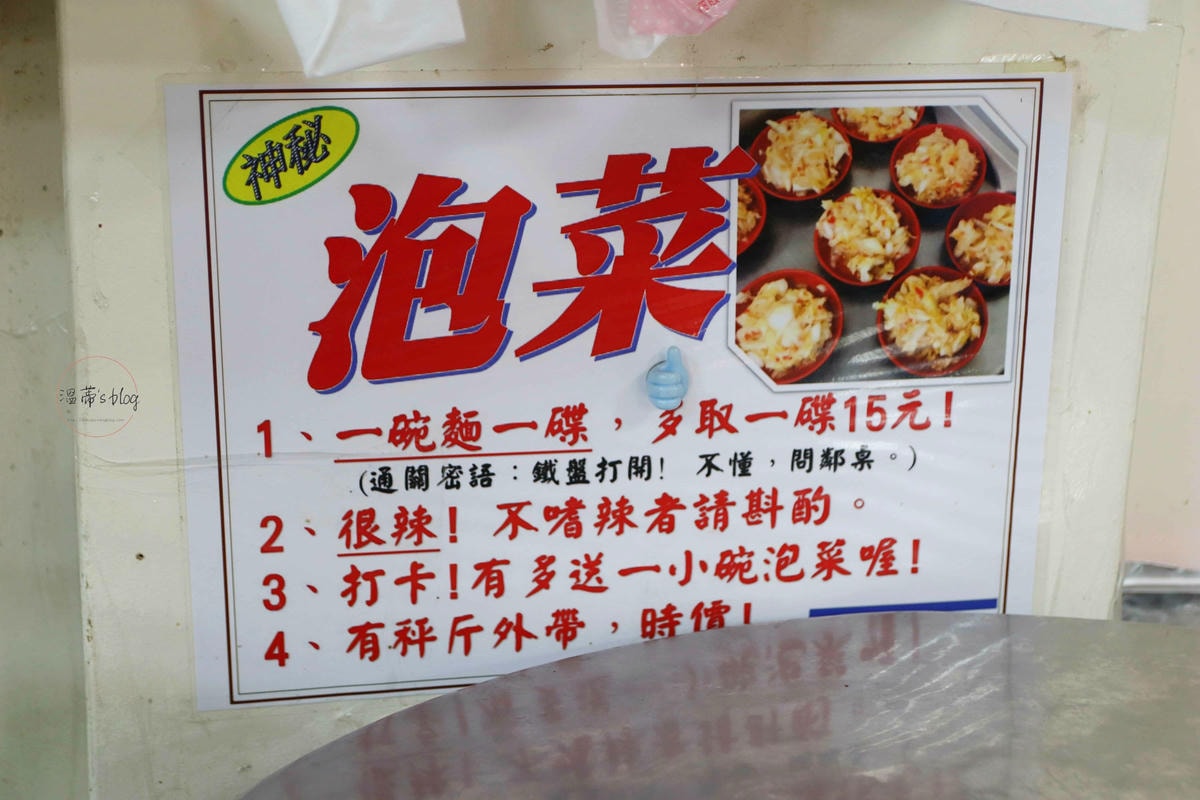 神秘
泡菜
1、一碗麵一碟，多取一碟15元!
(通關密語：鐵盤打開! 不懂，問鄰桌。)
2、很辣! 不嗜辣者請斟酌。
3、打卡!有多送一小碗泡菜喔!
4、有秤斤外帶，時價!
溫蒂's blog